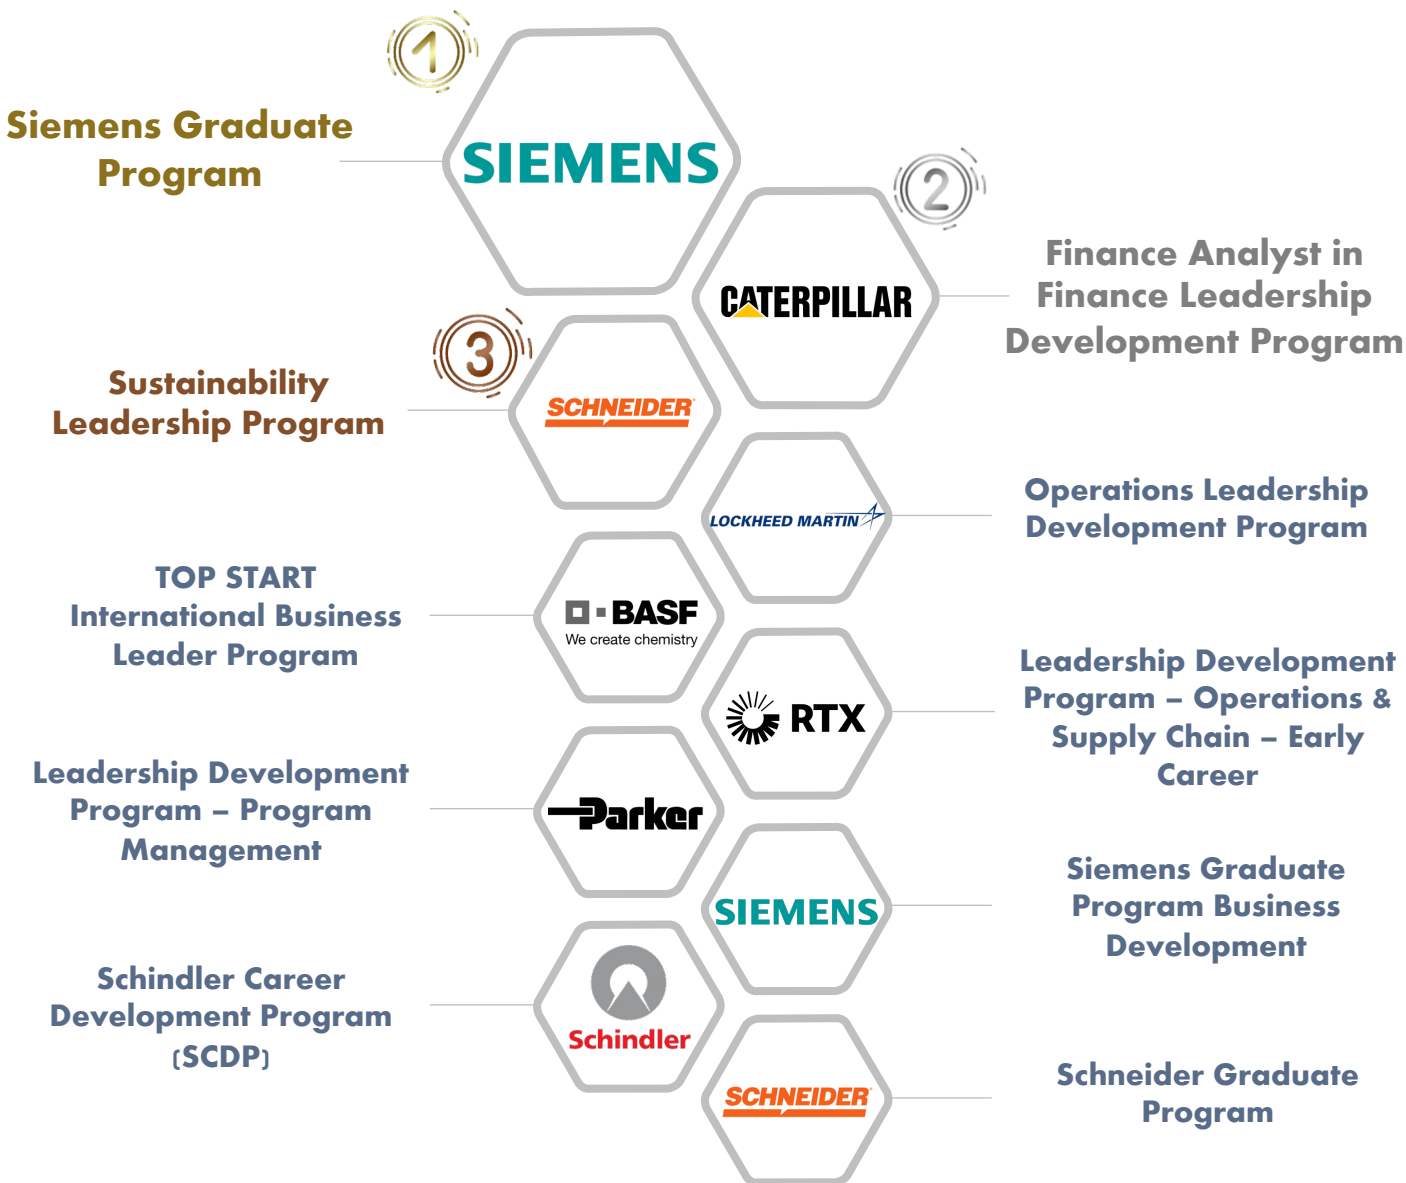 1
Siemens Graduate
Program
SIEMENS
2
CATERPILLAR
Finance Analyst in
Finance Leadership
Development Program
3
Sustainability
Leadership Program
SCHNEIDER
LOCKHEED MARTIN
Operations Leadership
Development Program
TOP START
International Business
Leader Program
BASF
We create chemistry
RTX
Leadership Development
Program – Operations &
Supply Chain – Early
Career
Leadership Development
Program – Program
Management
Parker
SIEMENS
Siemens Graduate
Program Business
Development
Schindler Career
Development Program
(SCDP)
Schindler
SCHNEIDER
Schneider Graduate
Program